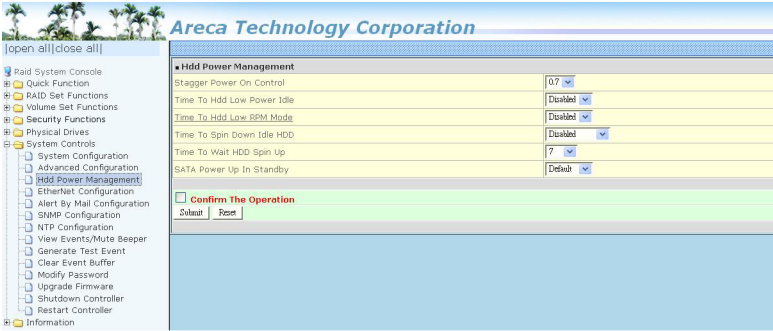 Areca Technology Corporation
|open all|close all|
Raid System Console
Quick Function
RAID Set Functions
Volume Set Functions
Security Functions
Physical Drives
System Controls
System Configuration
Advanced Configuration
Hdd Power Management
EtherNet Configuration
Alert By Mail Configuration
SNMP Configuration
NTP Configuration
View Events/Mute Beeper
Generate Test Event
Clear Event Buffer
Modify Password
Upgrade Firmware
Shutdown Controller
Restart Controller
Information
Hdd Power Management
Stagger Power On Control 0.7
Time To Hdd Low Power Idle Disabled
Time To Hdd Low RPM Mode Disabled
Time To Spin Down Idle HDD Disabled
Time To Wait HDD Spin Up 7
SATA Power Up In Standby Default
Confirm The Operation
Submit Reset